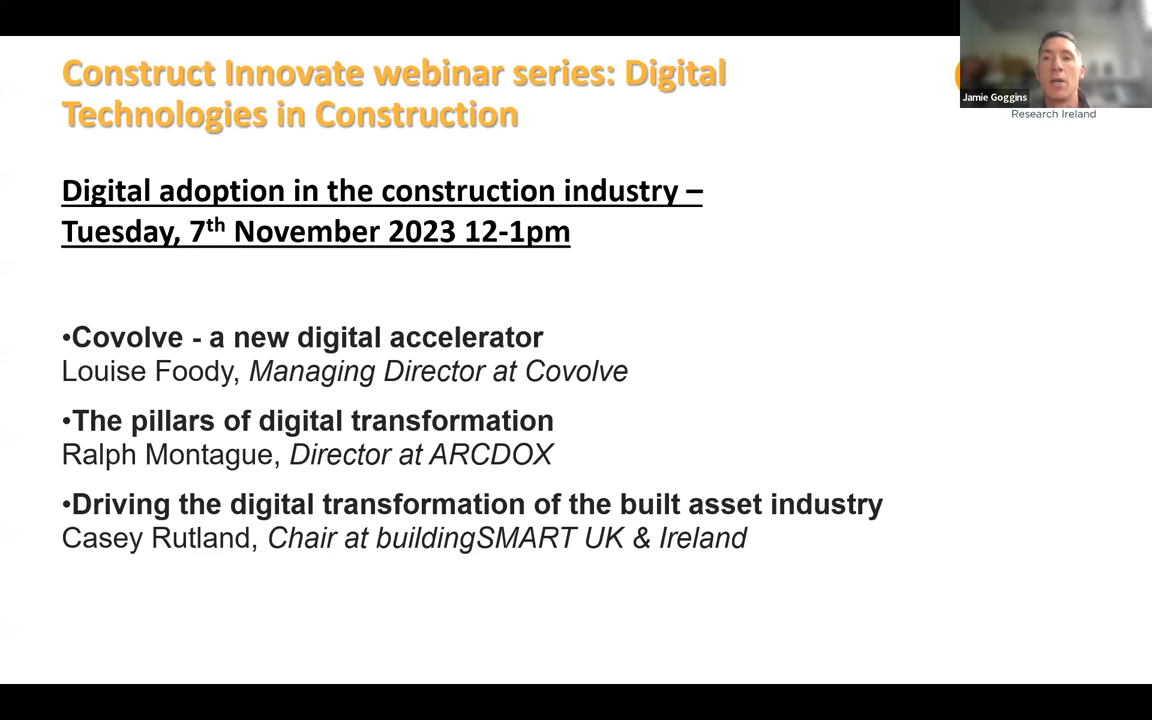 Construct Innovate webinar series: Digital
Technologies in Construction
Jamie Goggins
Research Ireland
Digital adoption in the construction industry –
Tuesday, 7th November 2023 12-1pm
•Covolve - a new digital accelerator
Louise Foody, Managing Director at Covolve
•The pillars of digital transformation
Ralph Montague, Director at ARCDOX
•Driving the digital transformation of the built asset industry
Casey Rutland, Chair at buildingSMART UK & Ireland